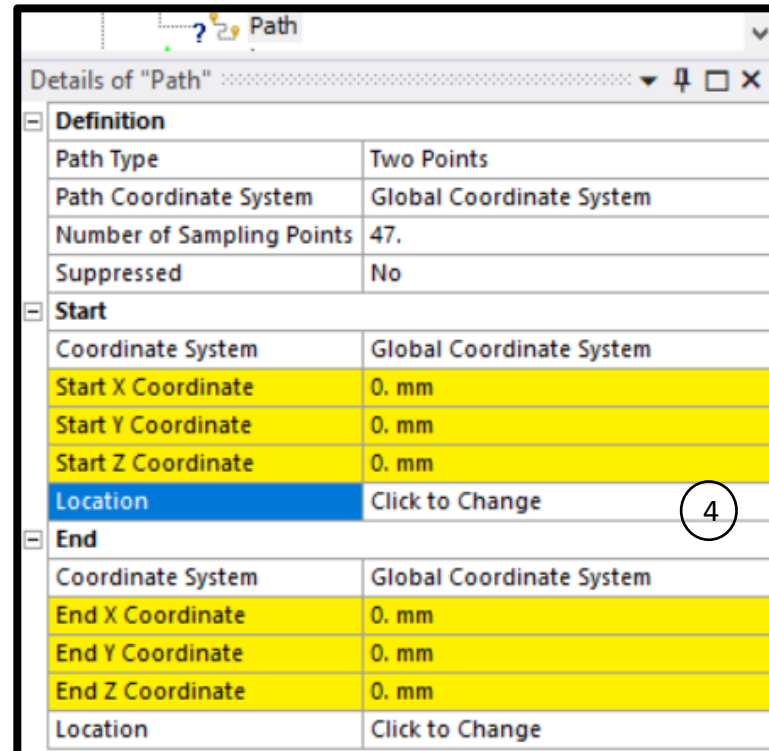 ? Path
Details of "Path"
Definition
Path Type Two Points
Path Coordinate System Global Coordinate System
Number of Sampling Points 47.
Suppressed No
Start
Coordinate System Global Coordinate System
Start X Coordinate 0. mm
Start Y Coordinate 0. mm
Start Z Coordinate 0. mm
Location Click to Change 4
End
Coordinate System Global Coordinate System
End X Coordinate 0. mm
End Y Coordinate 0. mm
End Z Coordinate 0. mm
Location Click to Change